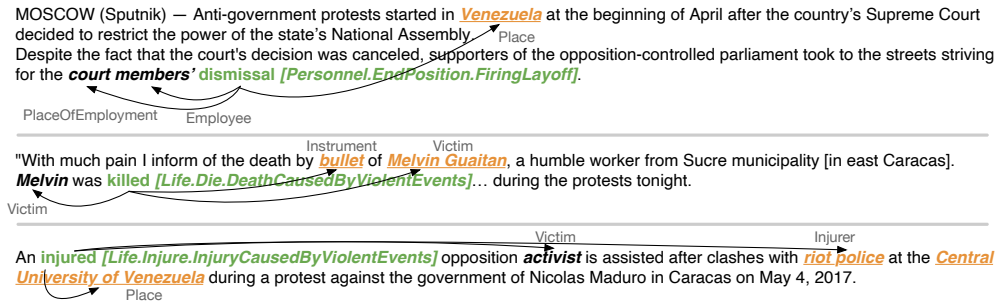 MOSCOW (Sputnik) — Anti-government protests started in Venezuela at the beginning of April after the country's Supreme Court
decided to restrict the power of the state's National Assembly.
Place
Despite the fact that the court's decision was canceled, supporters of the opposition-controlled parliament took to the streets striving
for the court members' dismissal [Personnel.EndPosition.FiringLayoff].
PlaceOfEmployment
Employee
Instrument
Victim
"With much pain I inform of the death by bullet of Melvin Guaitan, a humble worker from Sucre municipality [in east Caracas].
Melvin was killed [Life.Die.DeathCausedByViolentEvents]... during the protests tonight.
Victim
Victim
Injurer
An injured [Life.Injure.InjuryCausedByViolentEvents] opposition activist is assisted after clashes with riot police at the Central
University of Venezuela during a protest against the government of Nicolas Maduro in Caracas on May 4, 2017.
Place